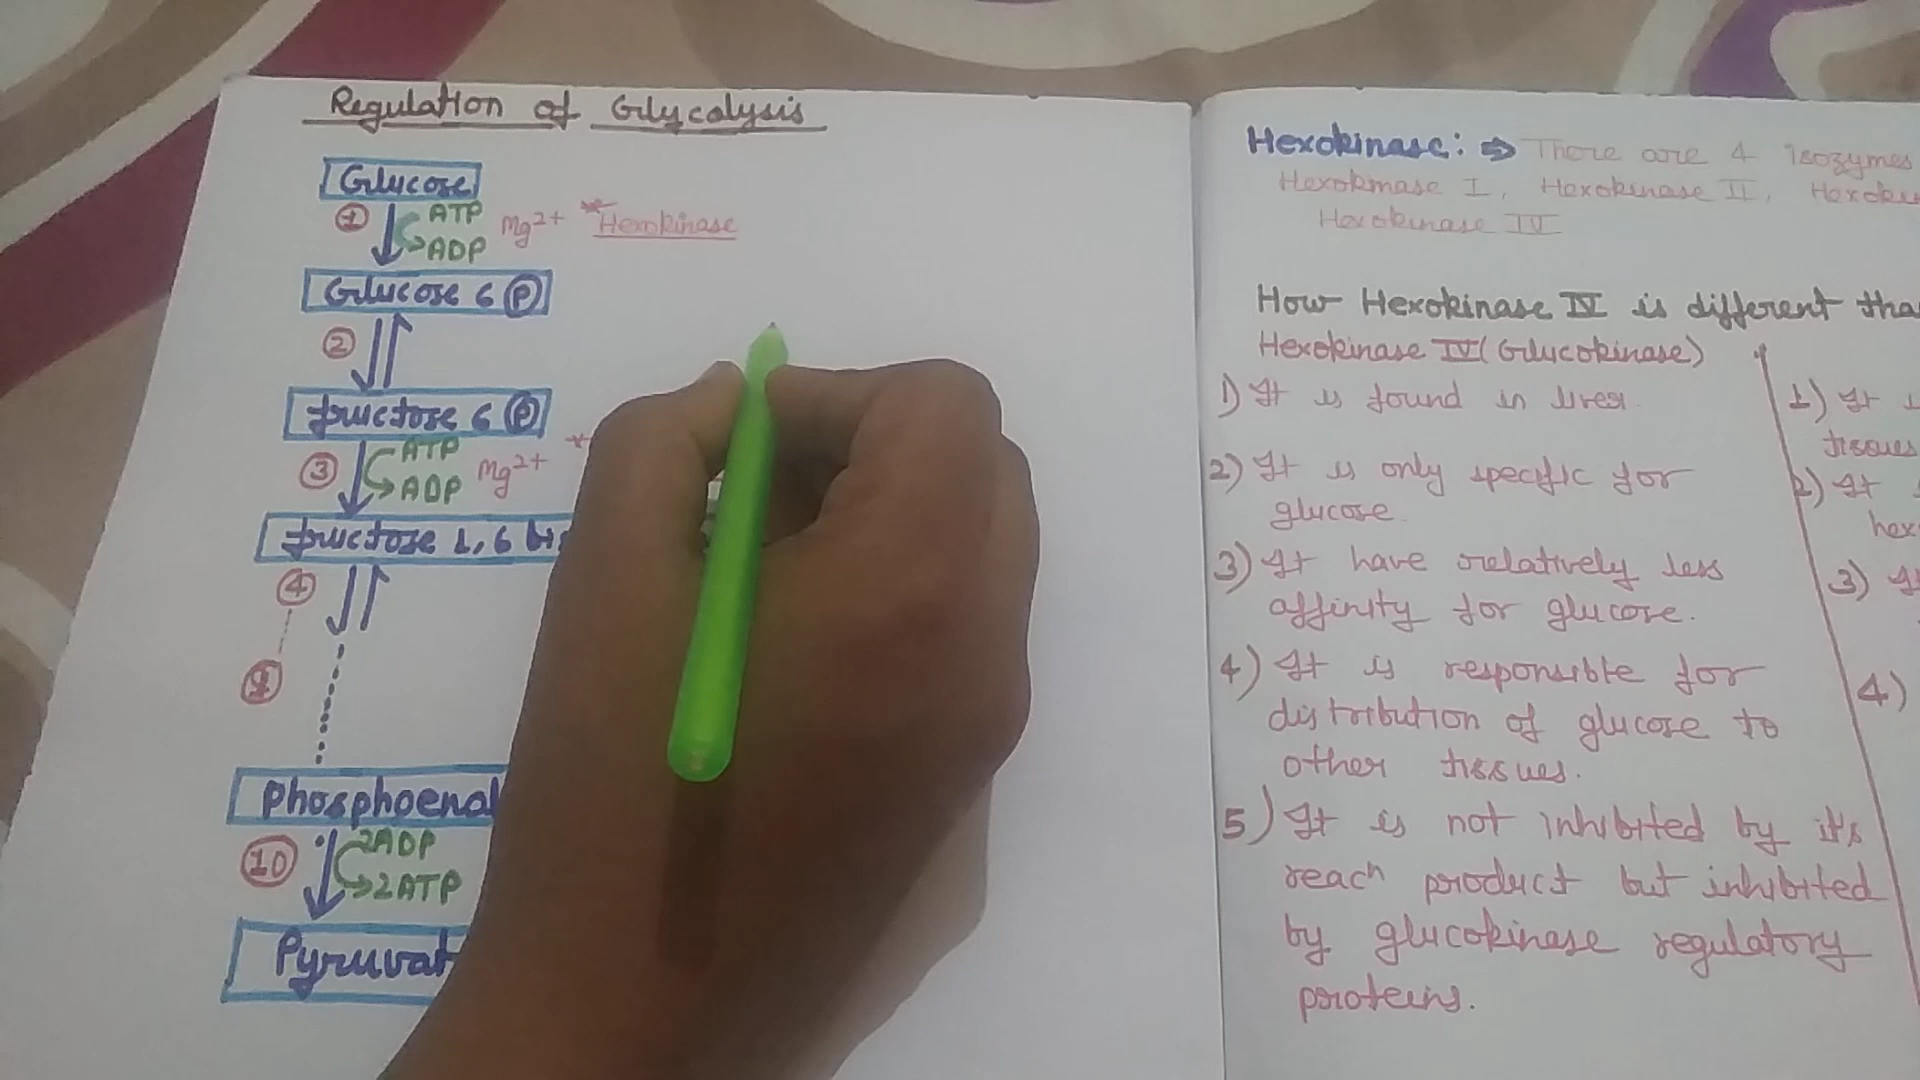 Regulation of Glycolysis
Glucose
① ATP Mg2+ *Hexokinase
ADP
Glucose 6 P
②
fructose 6 P
③ ATP Mg2+ *
ADP
fructose 1,6 bis
④
Phosphoenol
10 2ADP
2ATP
Pyruvat
Hexokinase: ⇒ There are 4 isozymes
Hexokinase I, Hexokinase II, Hexokin
Hexokinase IV
How Hexokinase IV is different tha
Hexokinase IV (Glucokinase)
1) It is found in liver.
2) It is only specific for
glucose.
3) It have relatively less
affinity for glucose.
4) It is responsible for
distribution of glucose to
other tissues.
5) It is not inhibited by it's
reach product but inhibited
by glucokinase regulatory
proteins.
1) It
tissues
2) It
hex
3)
4)